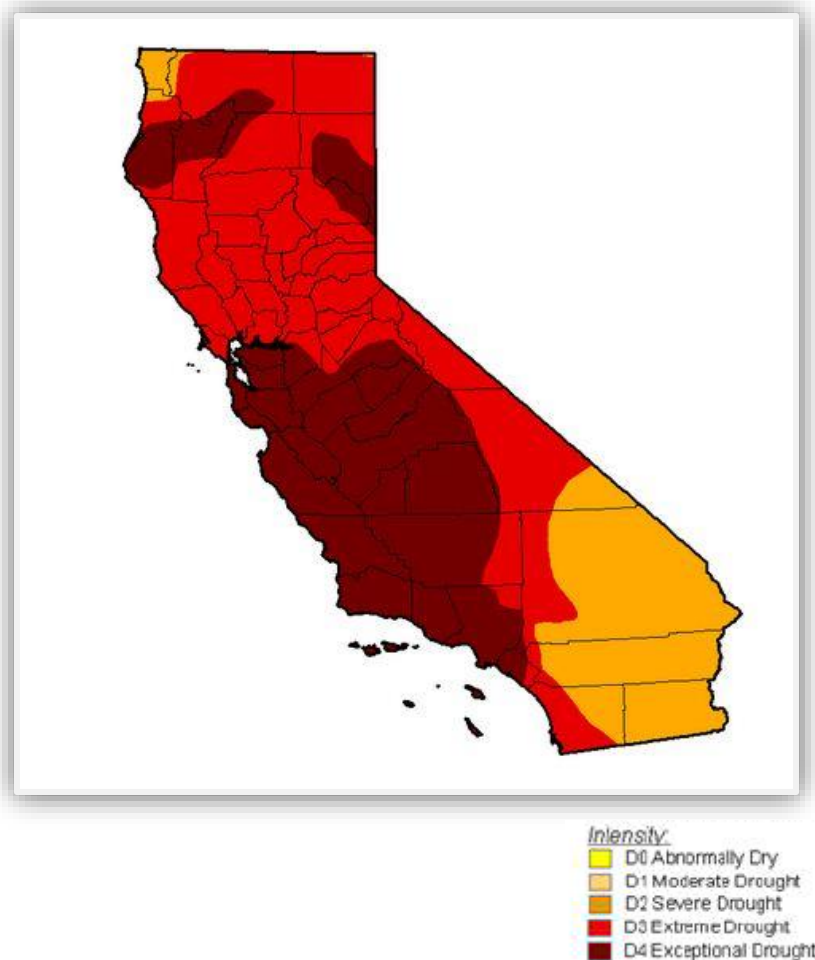 Intensity:
D0 Abnormally Dry
D1 Moderate Drought
D2 Severe Drought
D3 Extreme Drought
D4 Exceptional Drought